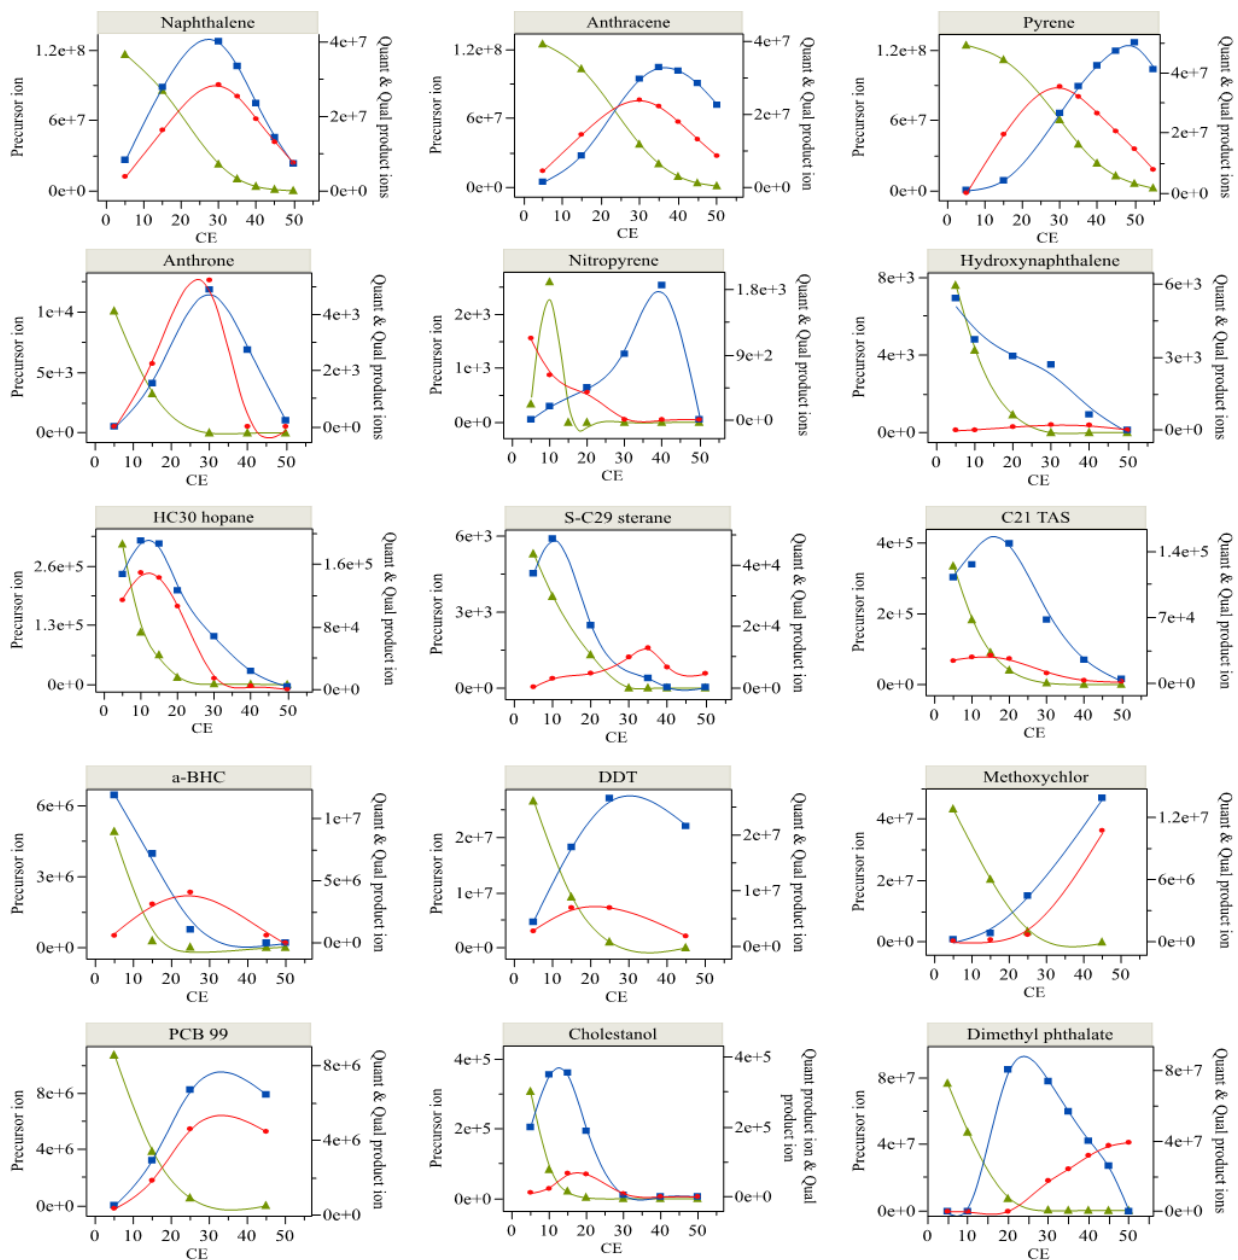 Naphthalene
Precursor ion
1.2e+8
6e+7
0e+0
4e+7
2e+7
0e+0
Quant & Qual product ions
0 10 20 30 40 50
CE
Anthracene
Precursor ion
1.2e+8
6e+7
0e+0
4e+7
2e+7
0e+0
Quant & Qual product ion
0 10 20 30 40 50
CE
Pyrene
Precursor ion
1.2e+8
6e+7
0e+0
4e+7
2e+7
0e+0
Quant & Qual product ions
0 10 20 30 40 50
CE
Anthrone
Precursor ion
1e+4
5e+3
0e+0
4e+3
2e+3
0e+0
Quant & Qual product ions
0 10 20 30 40 50
CE
Nitropyrene
Precursor ion
2e+3
1e+3
0e+0
1.8e+3
9e+2
0e+0
Quant & Qual product ion
0 10 20 30 40 50
CE
Hydroxynaphthalene
Precursor ion
8e+3
4e+3
0e+0
6e+3
3e+3
0e+0
Quant & Qual product ion
0 10 20 30 40 50
CE
HC30 hopane
Precursor ion
2.6e+5
1.3e+5
0e+0
1.6e+5
8e+4
0e+0
Quant & Qual product ion
0 10 20 30 40 50
CE
S-C29 sterane
Precursor ion
6e+3
3e+3
0e+0
4e+4
2e+4
0e+0
Quant & Qual product ion
0 10 20 30 40 50
CE
C21 TAS
Precursor ion
4e+5
2e+5
0e+0
1.4e+5
7e+4
0e+0
Quant & Qual product ion
0 10 20 30 40 50
CE
a-BHC
Precursor ion
6e+6
3e+6
0e+0
1e+7
5e+6
0e+0
Quant & Qual product ion
0 10 20 30 40 50
CE
DDT
Precursor ion
2e+7
1e+7
0e+0
2e+7
1e+7
0e+0
Quant & Qual product ion
0 10 20 30 40 50
CE
Methoxychlor
Precursor ion
4e+7
2e+7
0e+0
1.2e+7
6e+6
0e+0
Quant & Qual product ion
0 10 20 30 40 50
CE
PCB 99
Precursor ion
8e+6
4e+6
0e+0
8e+6
4e+6
0e+0
Quant & Qual product ion
0 10 20 30 40 50
CE
Cholestanol
Precursor ion
4e+5
2e+5
0e+0
4e+5
2e+5
0e+0
Quant product ion & Qual
product ion
0 10 20 30 40 50
CE
Dimethyl phthalate
Precursor ion
8e+7
4e+7
0e+0
8e+7
4e+7
0e+0
Quant & Qual product ions
0 10 20 30 40 50
CE